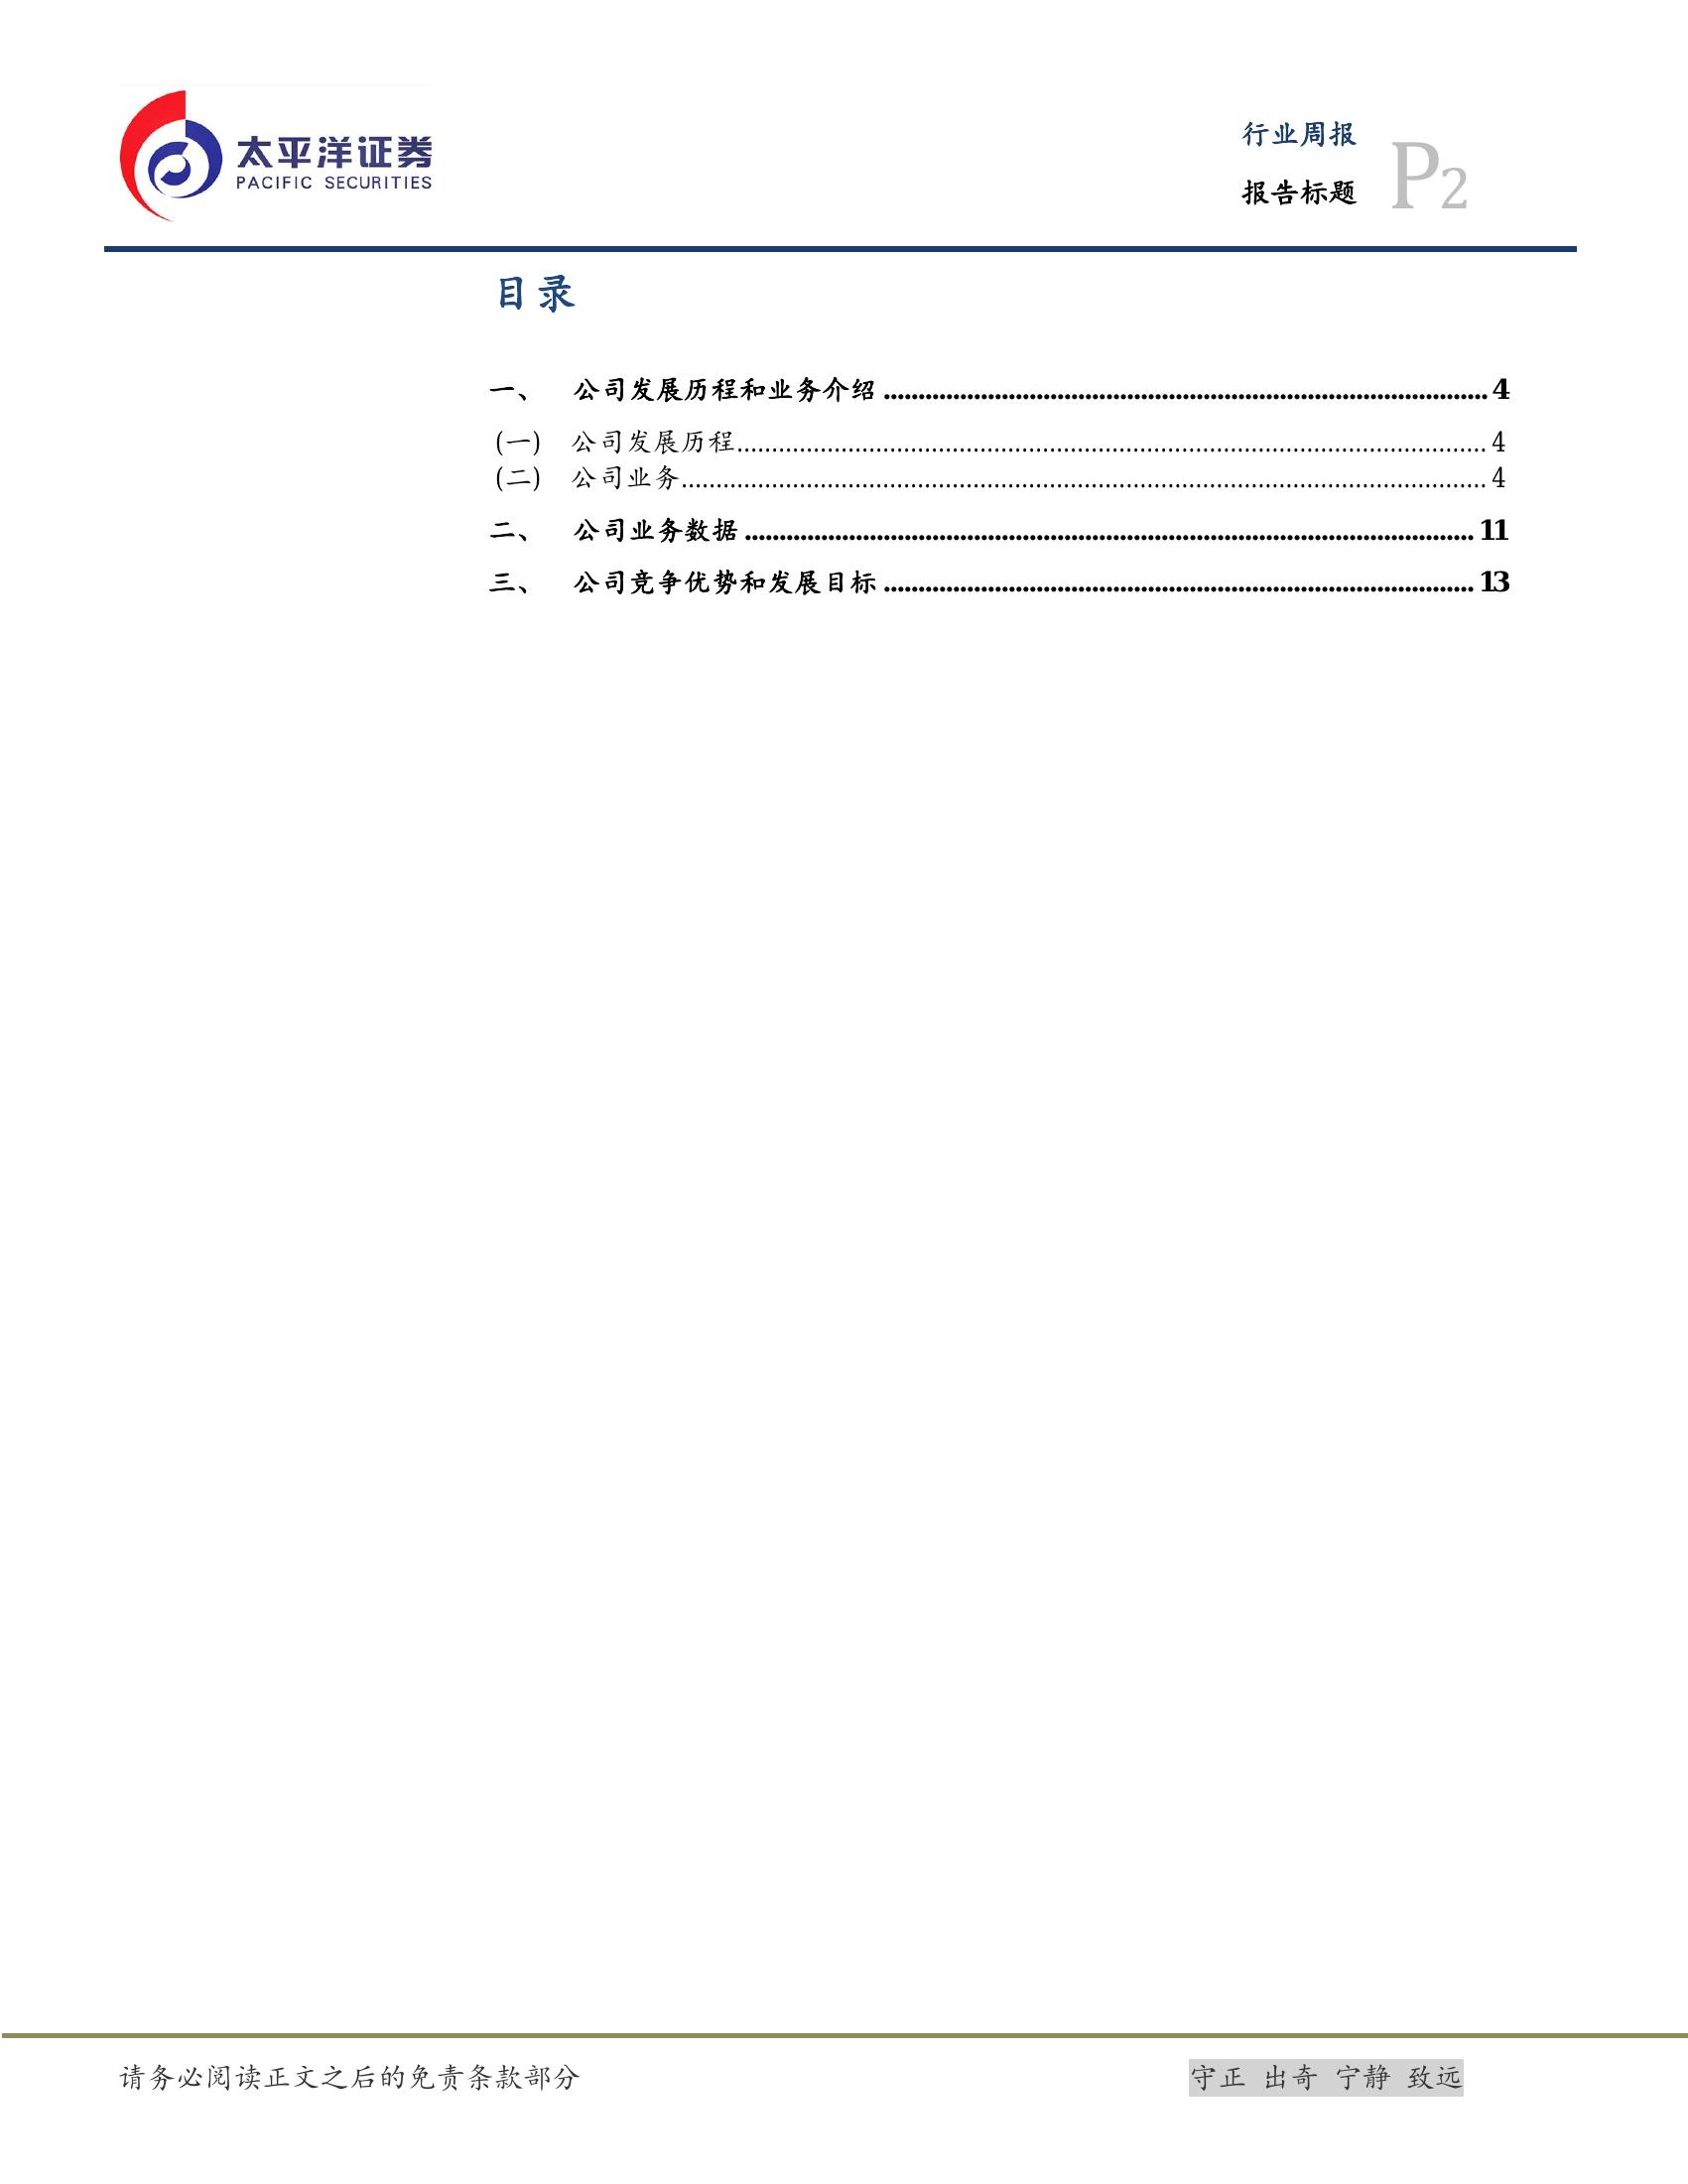 太平洋证券
PACIFIC SECURITIES
行业周报
报告标题
P2
目录
一、 公司发展历程和业务介绍 ........................................................................................ 4
(一) 公司发展历程............................................................................................................ 4
(二) 公司业务.................................................................................................................... 4
二、 公司业务数据 .......................................................................................................... 11
三、 公司竞争优势和发展目标 ...................................................................................... 13
请务必阅读正文之后的免责条款部分
守正 出奇 宁静 致远